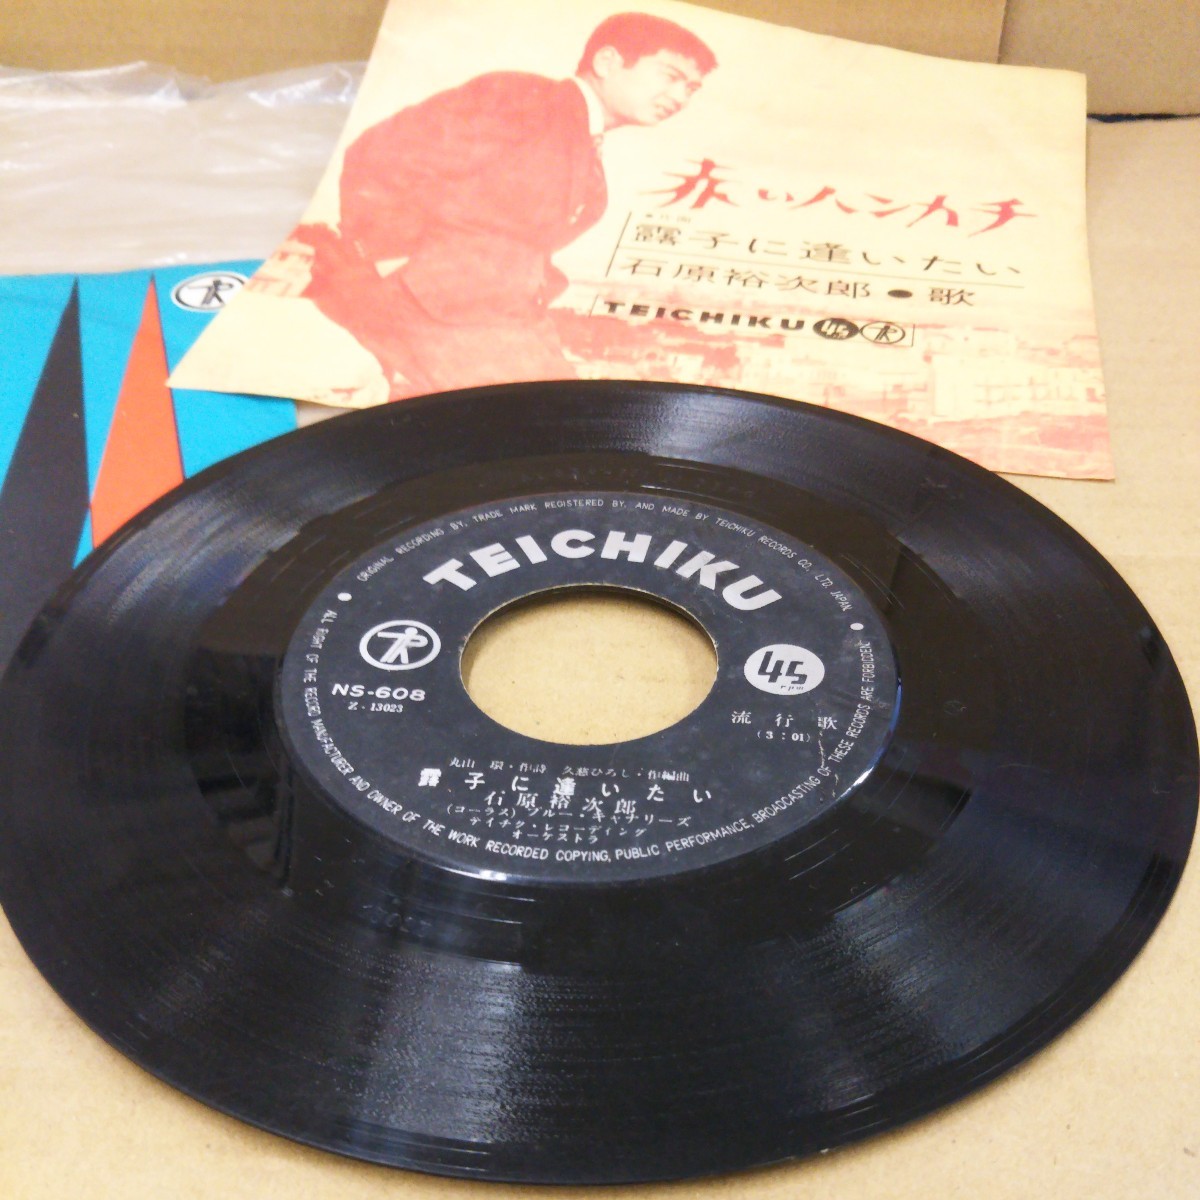 赤いハンカチ
露子に逢いたい
石原裕次郎●歌
TEICHIKU 45
ORIGINAL RECORDING BY, TRADE MARK REGISTERED BY, AND MADE BY TEICHIKU RECORDS CO., LTD. JAPAN
TEICHIKU
45
rpm
NS-608
Z・13023
流行歌
(3:01)
丸山 環・作詩 久慈ひろし・作編曲
露子に逢いたい
石原裕次郎
(コーラス)ブルー・キャナリーズ
テイチク・レコーディング
オーケストラ
ALL RIGHT OF THE RECORD MANUFACTURER AND OWNER OF THE WORK RECORDED COPYING, PUBLIC PERFORMANCE, BROADCASTING OF THESE RECORDS ARE FORBIDDEN